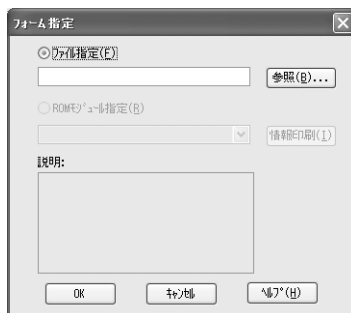 フォーム指定
ファイル指定(F)
参照(B)...
ROMモジュール指定(R)
情報印刷(I)
説明:
OK
キャンセル
ヘルプ(H)